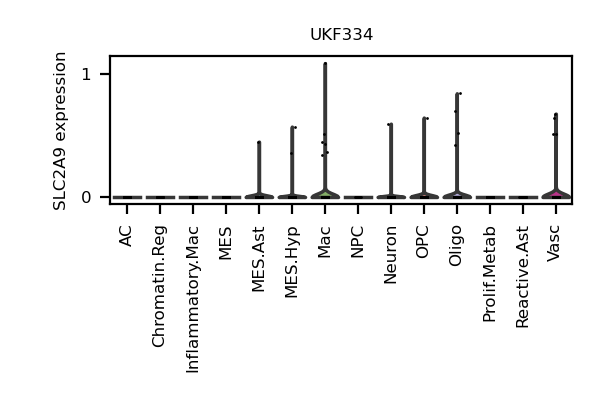 UKF334
SLC2A9 expression
1
0
AC
Chromatin.Reg
Inflammatory.Mac
MES
MES.Ast
MES.Hyp
Mac
NPC
Neuron
OPC
Oligo
Prolif.Metab
Reactive.Ast
Vasc